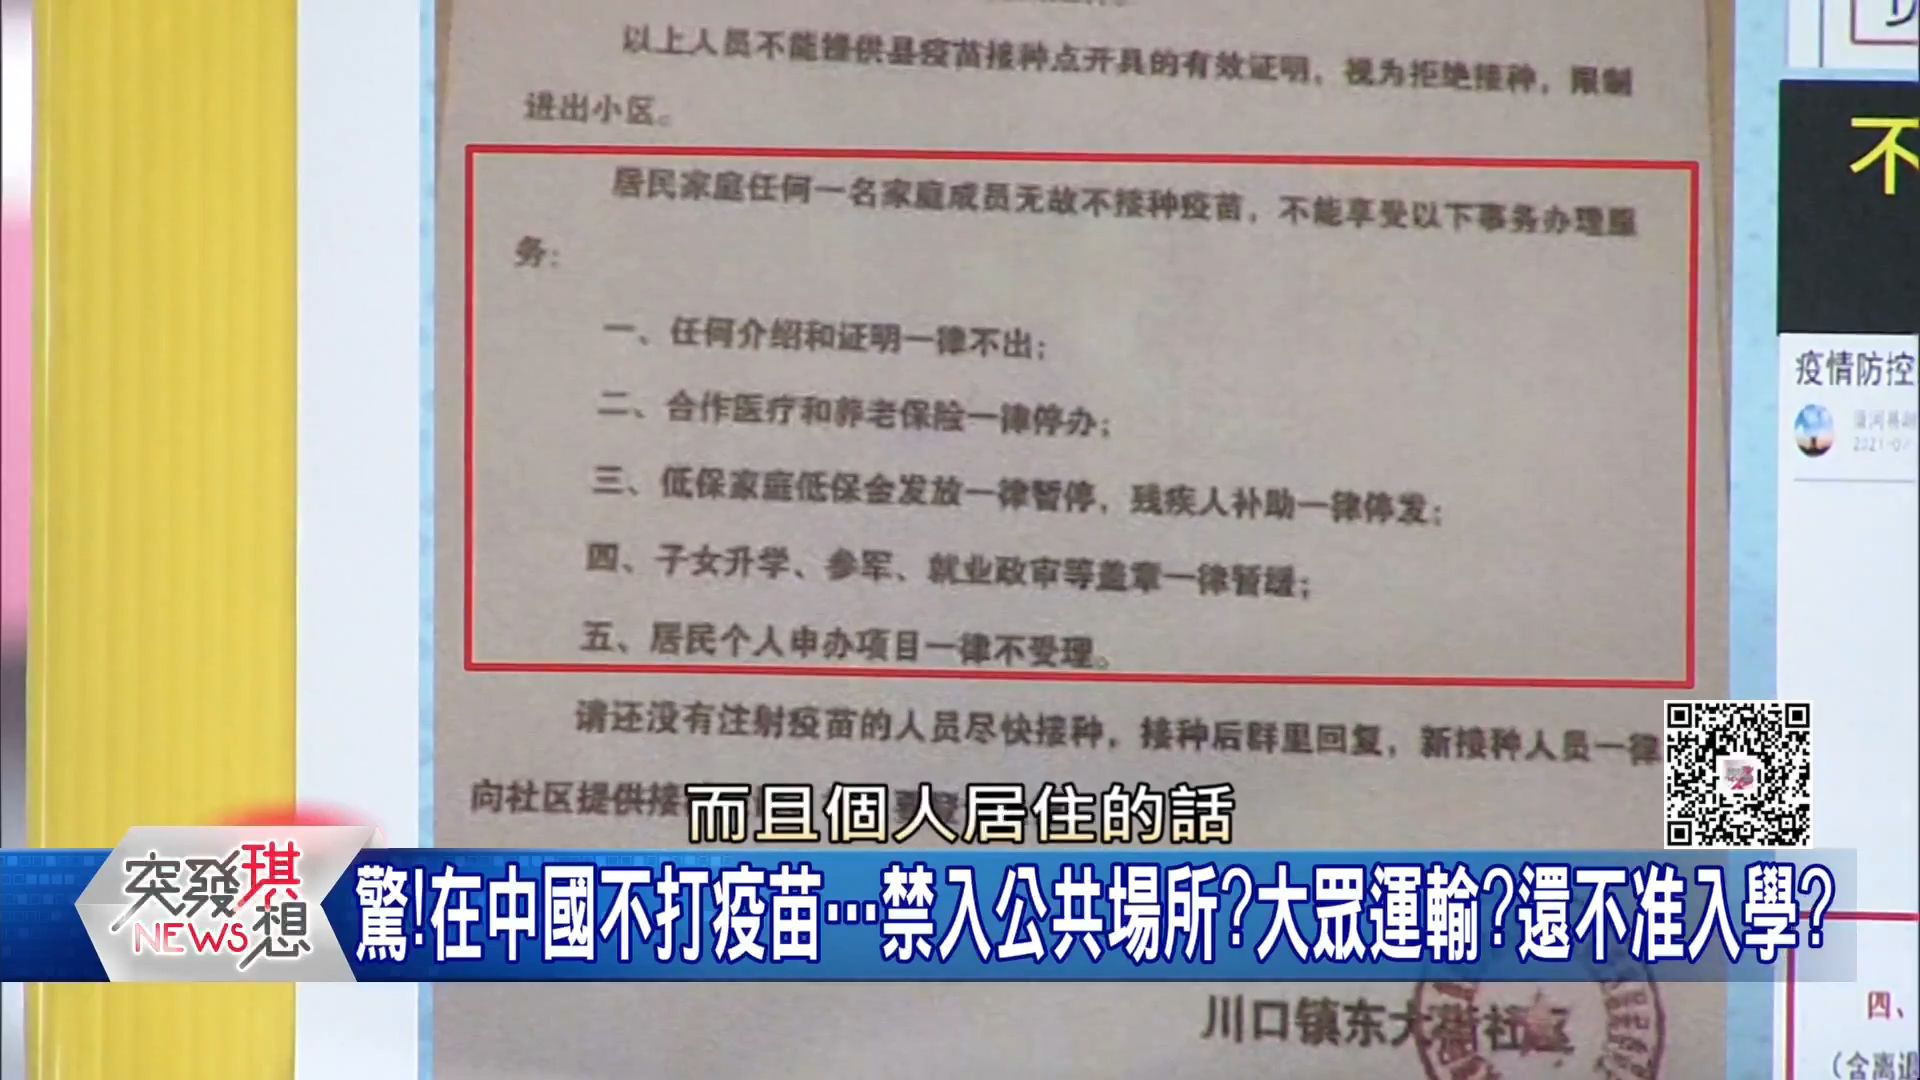 以上人员不能提供县疫苗接种点开具的有效证明，视为拒绝接种，限制
进出小区。
居民家庭任何一名家庭成员无故不接种疫苗，不能享受以下事务办理服
务：
一、任何介绍和证明一律不出；
二、合作医疗和养老保险一律停办；
三、低保家庭低保金发放一律暂停，残疾人补助一律停发；
四、子女升学、参军、就业政审等盖章一律暂缓；
五、居民个人申办项目一律不受理。
请还没有注射疫苗的人员尽快接种，接种后群里回复，新接种人员一律
向社区提供接
而且個人居住的話
突發琪想
NEWS
驚!在中國不打疫苗…禁入公共場所?大眾運輸?還不准入學?
川口镇东大街社区
不
疫情防控
四、
（含离退